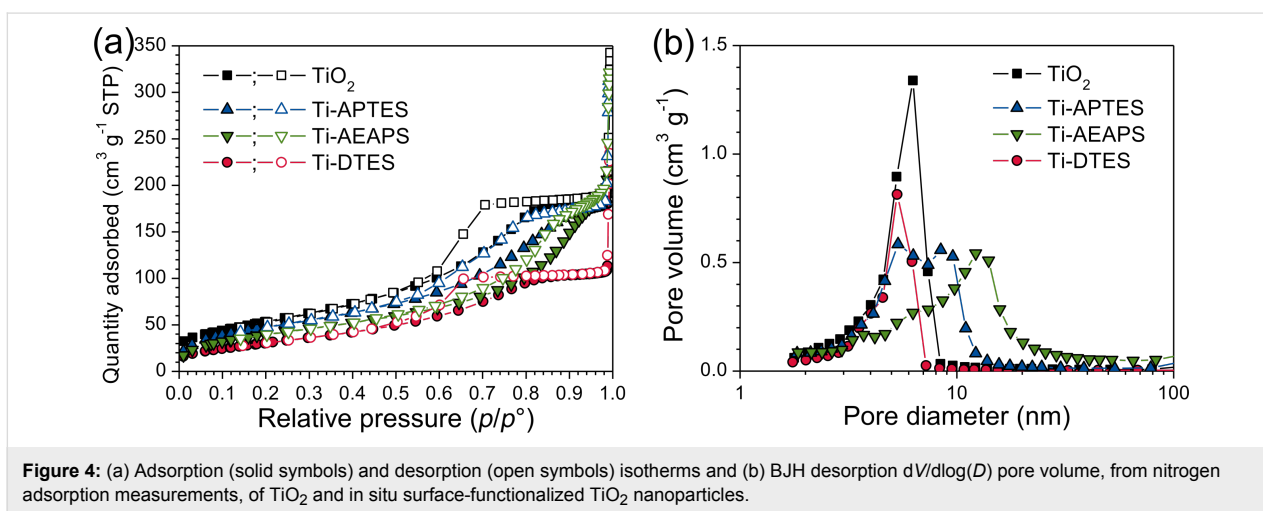 (a)
350
300
250
200
150
100
50
0
Quantity adsorbed (cm³ g⁻¹ STP)
■—;—□— TiO₂
▲—;—△— Ti-APTES
▼—;—▽— Ti-AEAPS
●—;—○— Ti-DTES
0.0 0.1 0.2 0.3 0.4 0.5 0.6 0.7 0.8 0.9 1.0
Relative pressure (p/p°)
(b)
1.5
1.0
0.5
0.0
Pore volume (cm³ g⁻¹)
TiO₂
Ti-APTES
Ti-AEAPS
Ti-DTES
1 10 100
Pore diameter (nm)
Figure 4: (a) Adsorption (solid symbols) and desorption (open symbols) isotherms and (b) BJH desorption dV/dlog(D) pore volume, from nitrogen
adsorption measurements, of TiO₂ and in situ surface-functionalized TiO₂ nanoparticles.